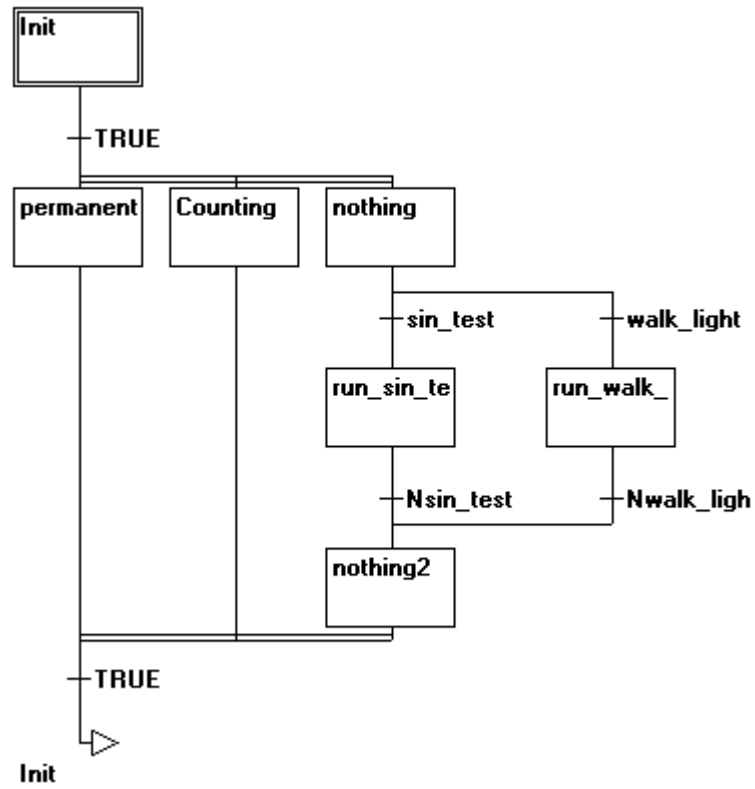 Init
TRUE
permanent
Counting
nothing
sin_test
walk_light
run_sin_te
run_walk_
Nsin_test
Nwalk_ligh
nothing2
TRUE
Init